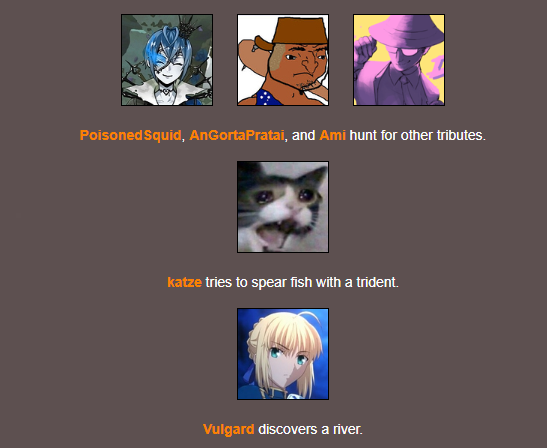 PoisonedSquid, AnGortaPratai, and Ami hunt for other tributes.
katze tries to spear fish with a trident.
Vulgard discovers a river.